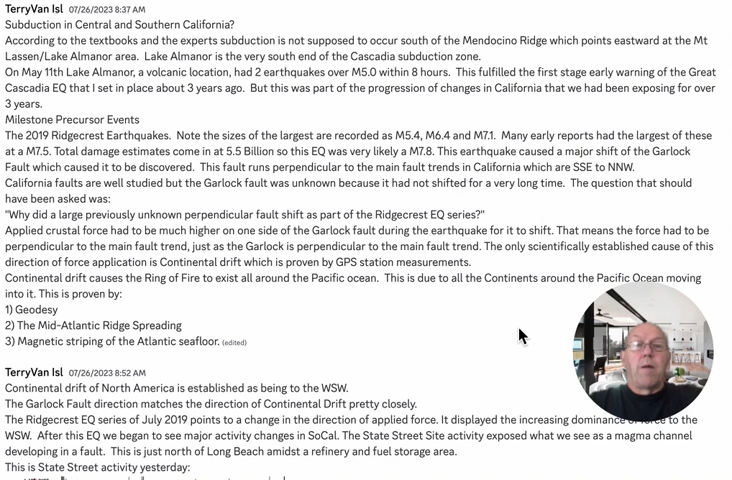 TerryVan Isl 07/26/2023 8:37 AM
Subduction in Central and Southern California?
According to the textbooks and the experts subduction is not supposed to occur south of the Mendocino Ridge which points eastward at the Mt
Lassen/Lake Almanor area.  Lake Almanor is the very south end of the Cascadia subduction zone.
On May 11th Lake Almanor, a volcanic location, had 2 earthquakes over M5.0 within 8 hours.  This fulfilled the first stage early warning of the Great
Cascadia EQ that I set in place about 3 years ago.  But this was part of the progression of changes in California that we had been exposing for over
3 years.
Milestone Precursor Events
The 2019 Ridgecrest Earthquakes.  Note the sizes of the largest are recorded as M5.4, M6.4 and M7.1.  Many early reports had the largest of these
at a M7.5. Total damage estimates come in at 5.5 Billion so this EQ was very likely a M7.8. This earthquake caused a major shift of the Garlock
Fault which caused it to be discovered.  This fault runs perpendicular to the main fault trends in California which are SSE to NNW.
California faults are well studied but the Garlock fault was unknown because it had not shifted for a very long time.  The question that should
have been asked was:
"Why did a large previously unknown perpendicular fault shift as part of the Ridgecrest EQ series?"
Applied crustal force had to be much higher on one side of the Garlock fault during the earthquake for it to shift. That means the force had to be
perpendicular to the main fault trend, just as the Garlock is perpendicular to the main fault trend. The only scientifically established cause of this
direction of force application is Continental drift which is proven by GPS station measurements.
Continental drift causes the Ring of Fire to exist all around the Pacific ocean.  This is due to all the Continents around the Pacific Ocean moving
into it. This is proven by:
1) Geodesy
2) The Mid-Atlantic Ridge Spreading
3) Magnetic striping of the Atlantic seafloor. (edited)
TerryVan Isl 07/26/2023 8:52 AM
Continental drift of North America is established as being to the WSW.
The Garlock Fault direction matches the direction of Continental Drift pretty closely.
The Ridgecrest EQ series of July 2019 points to a change in the direction of applied force. It displayed the increasing dominance of force to the
WSW.  After this EQ we began to see major activity changes in SoCal. The State Street Site activity exposed what we see as a magma channel
developing in a fault.  This is just north of Long Beach amidst a refinery and fuel storage area.
This is State Street activity yesterday: